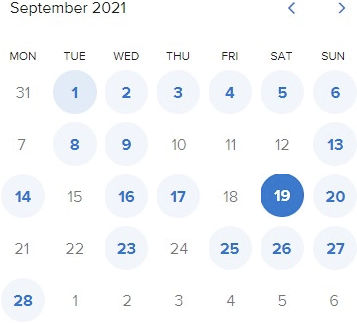 September 2021
MON TUE WED THU FRI SAT SUN
31 1 2 3 4 5 6
7 8 9 10 11 12 13
14 15 16 17 18 19 20
21 22 23 24 25 26 27
28 1 2 3 4 5 6